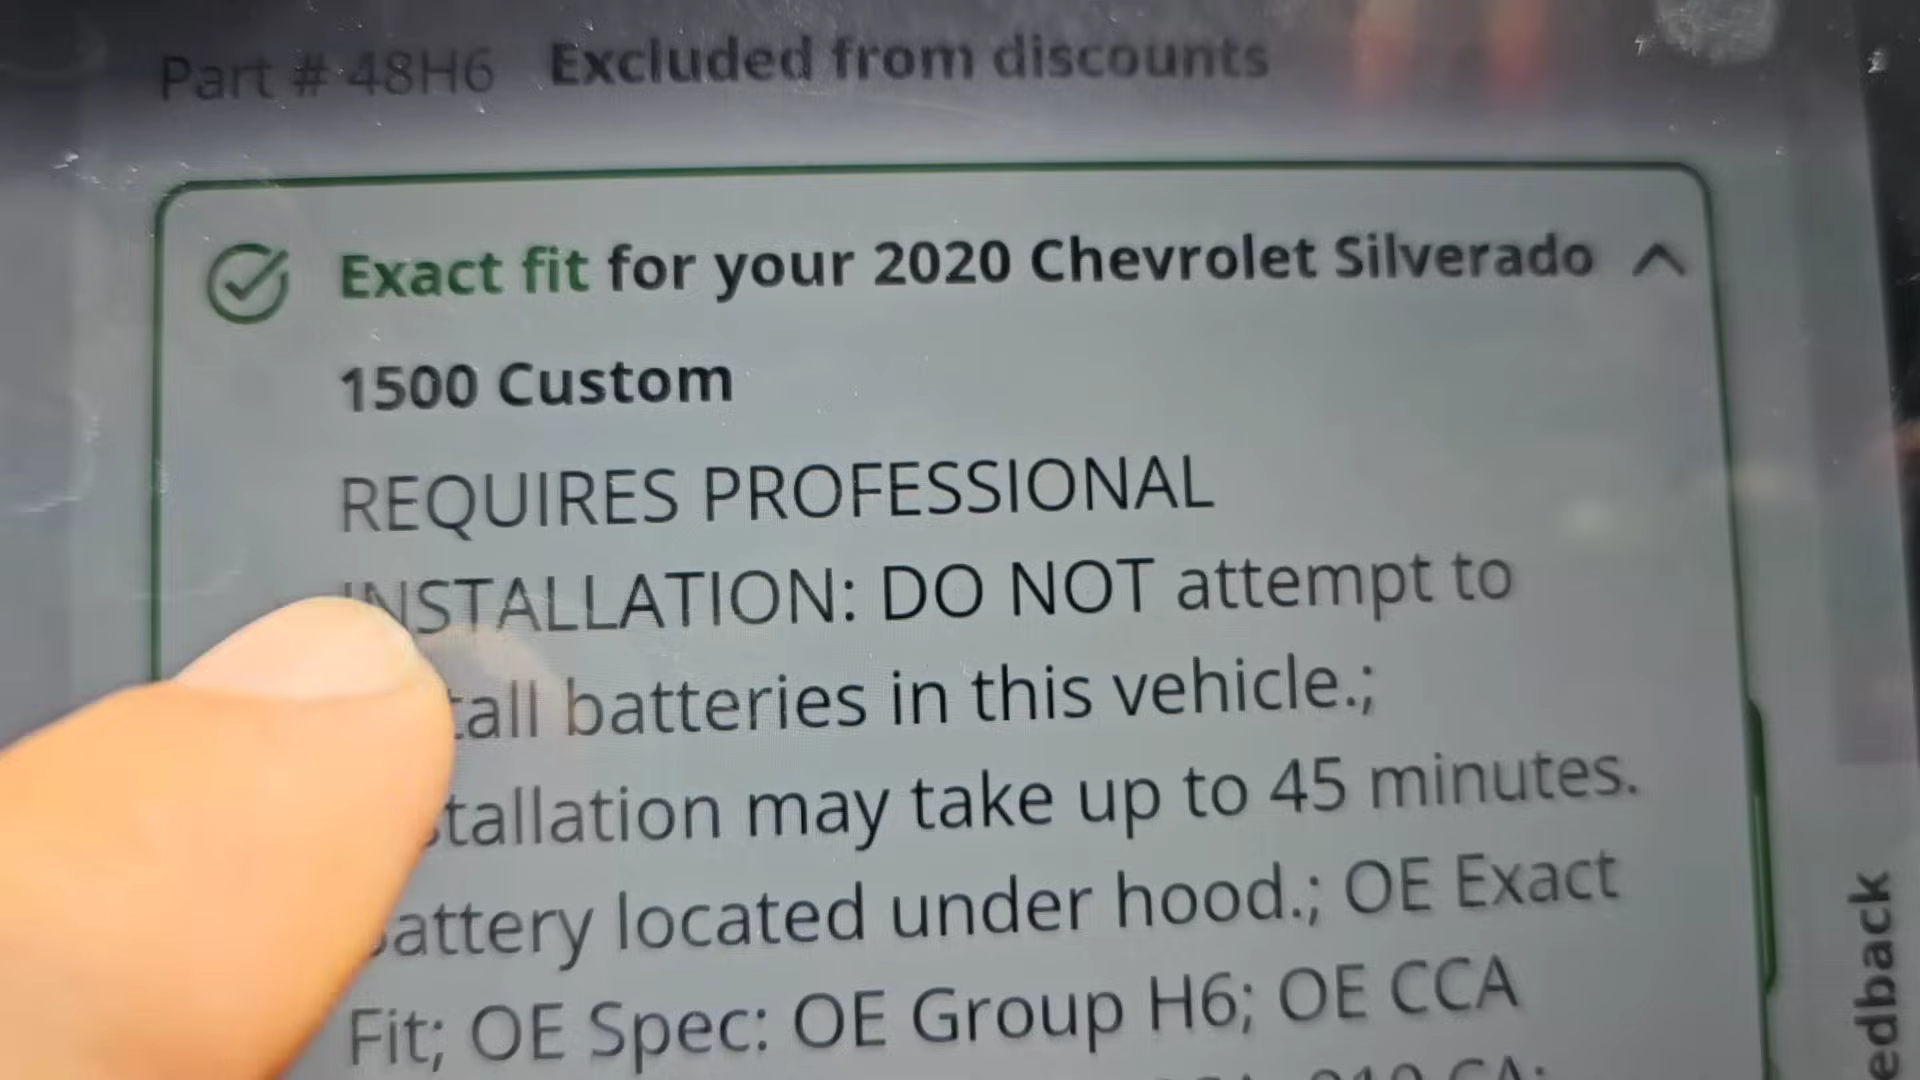 Part # 48H6 Excluded from discounts
Exact fit for your 2020 Chevrolet Silverado
1500 Custom
REQUIRES PROFESSIONAL
INSTALLATION: DO NOT attempt to
tall batteries in this vehicle.;
stallation may take up to 45 minutes.
attery located under hood.; OE Exact
Fit; OE Spec: OE Group H6; OE CCA
edback